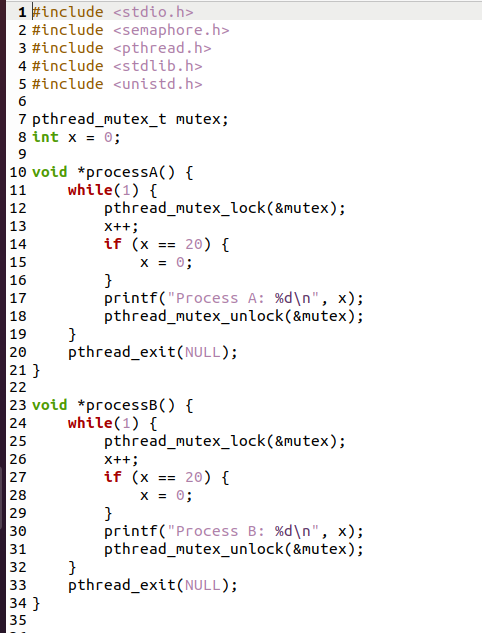 1 #include <stdio.h>
2 #include <semaphore.h>
3 #include <pthread.h>
4 #include <stdlib.h>
5 #include <unistd.h>
6
7 pthread_mutex_t mutex;
8 int x = 0;
9
10 void *processA() {
11     while(1) {
12         pthread_mutex_lock(&mutex);
13         x++;
14         if (x == 20) {
15             x = 0;
16         }
17         printf("Process A: %d\n", x);
18         pthread_mutex_unlock(&mutex);
19     }
20     pthread_exit(NULL);
21 }
22
23 void *processB() {
24     while(1) {
25         pthread_mutex_lock(&mutex);
26         x++;
27         if (x == 20) {
28             x = 0;
29         }
30         printf("Process B: %d\n", x);
31         pthread_mutex_unlock(&mutex);
32     }
33     pthread_exit(NULL);
34 }
35